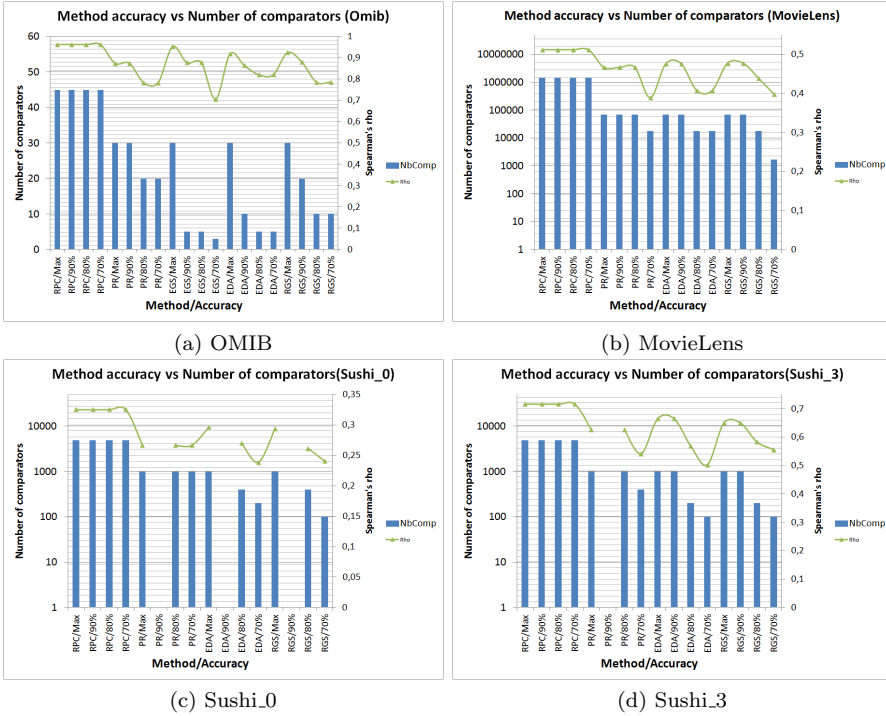 Method accuracy vs Number of comparators (Omib)
Number of comparators
60
50
40
30
20
10
0
1
0,9
0,8
0,7
0,6
0,5
0,4
0,3
0,2
0,1
0
Spearman's rho
NbComp
Rho
RPC/Max
RPC/90%
RPC/80%
RPC/70%
PR/Max
PR/90%
PR/80%
PR/70%
EGS/Max
EGS/90%
EGS/80%
EGS/70%
EDA/Max
EDA/90%
EDA/80%
EDA/70%
RGS/Max
RGS/90%
RGS/80%
RGS/70%
Method/Accuracy
(a) OMIB
Method accuracy vs Number of comparators (MovieLens)
Number of comparators
10000000
1000000
100000
10000
1000
100
10
1
0,5
0,4
0,3
0,2
0,1
0
Spearman's rho
NbComp
Rho
RPC/Max
RPC/90%
RPC/80%
RPC/70%
PR/Max
PR/90%
PR/80%
PR/70%
EDA/Max
EDA/90%
EDA/80%
EDA/70%
RGS/Max
RGS/90%
RGS/80%
RGS/70%
Method/Accuracy
(b) MovieLens
Method accuracy vs Number of comparators(Sushi_0)
Number of comparators
10000
1000
100
10
1
0,35
0,3
0,25
0,2
0,15
0,1
0,05
0
Spearman's rho
NbComp
Rho
RPC/Max
RPC/90%
RPC/80%
RPC/70%
PR/Max
PR/90%
PR/80%
PR/70%
EDA/Max
EDA/90%
EDA/80%
EDA/70%
RGS/Max
RGS/90%
RGS/80%
RGS/70%
Method/Accuracy
(c) Sushi_0
Method accuracy vs Number of comparators(Sushi_3)
Number of comparators
10000
1000
100
10
1
0,7
0,6
0,5
0,4
0,3
0,2
0,1
0
Spearman's rho
NbComp
Rho
RPC/Max
RPC/90%
RPC/80%
RPC/70%
PR/Max
PR/90%
PR/80%
PR/70%
EDA/Max
EDA/90%
EDA/80%
EDA/70%
RGS/Max
RGS/90%
RGS/80%
RGS/70%
Method/Accuracy
(d) Sushi_3